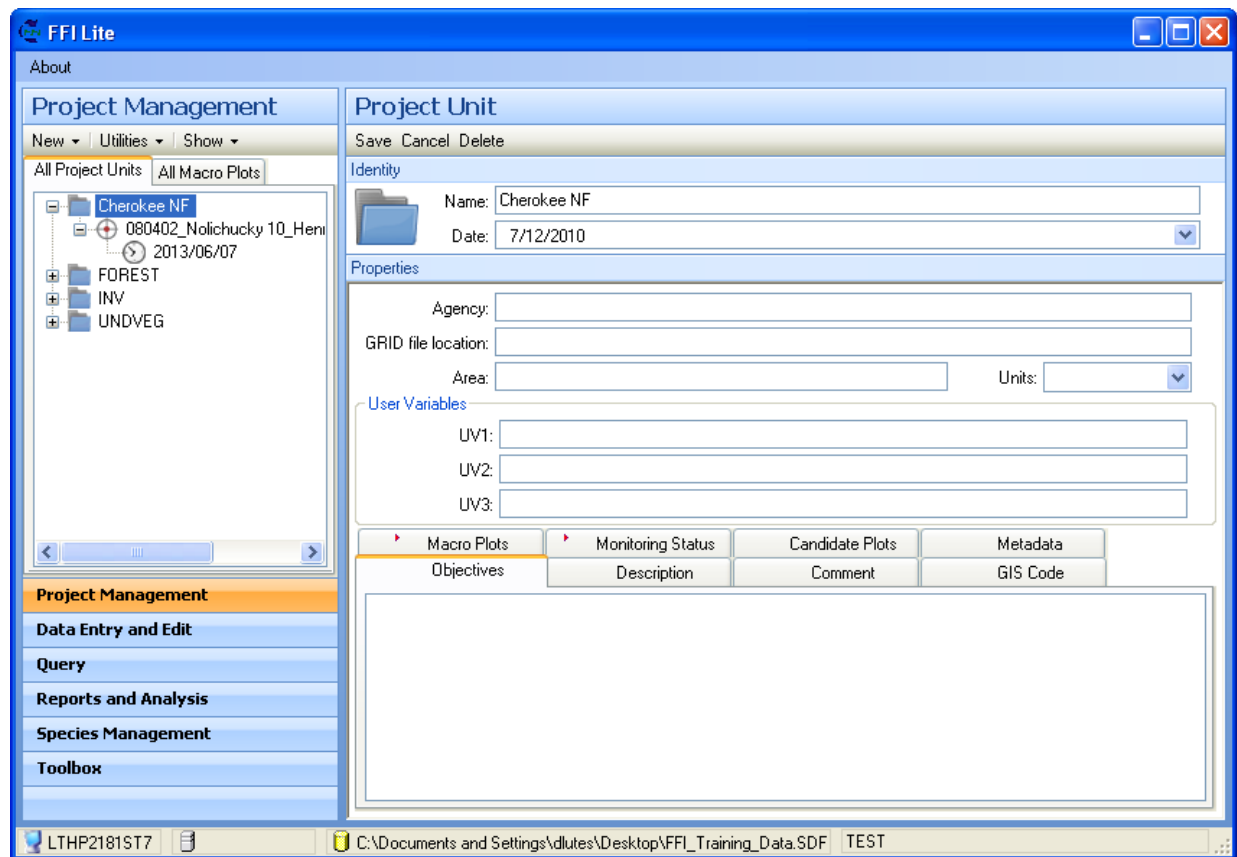 FFI Lite
About
Project Management
New Utilities Show
All Project Units All Macro Plots
Cherokee NF
080402_Nolichucky 10_Henr
2013/06/07
FOREST
INV
UNDVEG
Project Management
Data Entry and Edit
Query
Reports and Analysis
Species Management
Toolbox
Project Unit
Save Cancel Delete
Identity
Name: Cherokee NF
Date: 7/12/2010
Properties
Agency:
GRID file location:
Area: Units:
User Variables
UV1:
UV2:
UV3:
Macro Plots Monitoring Status Candidate Plots Metadata
Objectives Description Comment GIS Code
LTHP2181ST7 C:\Documents and Settings\dlutes\Desktop\FFI_Training_Data.SDF TEST